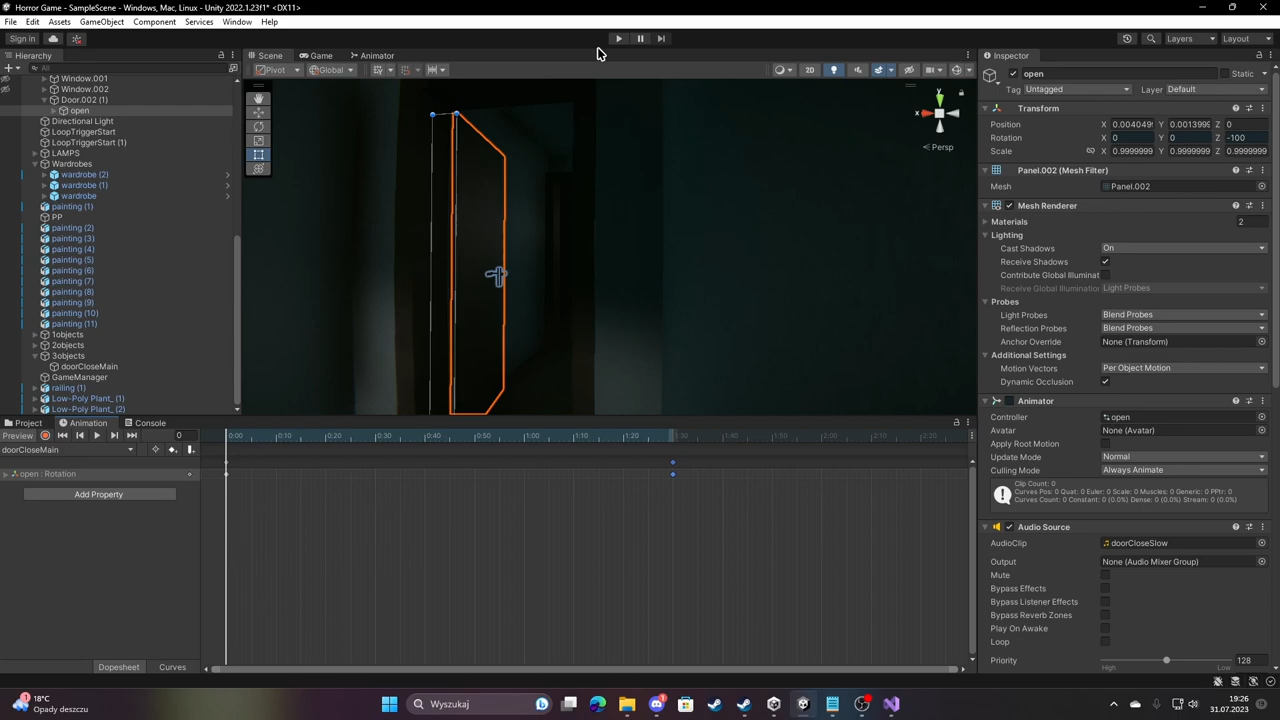 Horror Game - SampleScene - Windows, Mac, Linux - Unity 2022.1.23f1* <DX11>
File Edit Assets GameObject Component Services Window Help
Sign in
Layers
Layout
Hierarchy
All
Window.001
Window.002
Door.002 (1)
open
Directional Light
LoopTriggerStart
LoopTriggerStart (1)
LAMPS
Wardrobes
wardrobe (2)
wardrobe (1)
wardrobe
painting (1)
PP
painting (2)
painting (3)
painting (4)
painting (5)
painting (6)
painting (7)
painting (8)
painting (9)
painting (10)
painting (11)
1objects
2objects
3objects
doorCloseMain
GameManager
railing (1)
Low-Poly Plant_ (1)
Low-Poly Plant_ (2)
Scene Game Animator
Pivot Global 2D
y
x
Persp
Inspector
open Static
Tag Untagged Layer Default
Transform
Position X 0.0040499 Y 0.0013999 Z 0
Rotation X 0 Y 0 Z -100
Scale X 0.9999999 Y 0.9999999 Z 0.9999999
Panel.002 (Mesh Filter)
Mesh Panel.002
Mesh Renderer
Materials 2
Lighting
Cast Shadows On
Receive Shadows
Contribute Global Illuminat
Receive Global Illumination Light Probes
Probes
Light Probes Blend Probes
Reflection Probes Blend Probes
Anchor Override None (Transform)
Additional Settings
Motion Vectors Per Object Motion
Dynamic Occlusion
Animator
Controller open
Avatar None (Avatar)
Apply Root Motion
Update Mode Normal
Culling Mode Always Animate
Clip Count: 0
Curves Pos: 0 Quat: 0 Euler: 0 Scale: 0 Muscles: 0 Generic: 0 PPtr: 0
Curves Count: 0 Constant: 0 (0.0%) Dense: 0 (0.0%) Stream: 0 (0.0%)
Audio Source
AudioClip doorCloseSlow
Output None (Audio Mixer Group)
Mute
Bypass Effects
Bypass Listener Effects
Bypass Reverb Zones
Play On Awake
Loop
Priority 128
High Low
Project Animation Console
Preview 0
0:00 0:10 0:20 0:30 0:40 0:50 1:00 1:10 1:20 1:30 1:40 1:50 2:00 2:10 2:20
doorCloseMain
open : Rotation
Add Property
Dopesheet Curves
18°C
Opady deszczu
Wyszukaj
19:26
31.07.2023